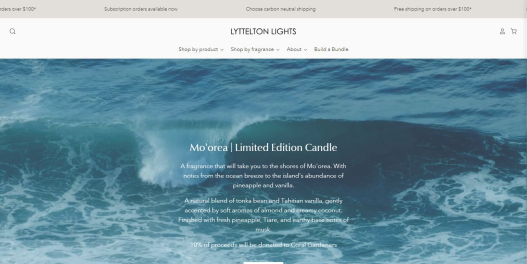 orders over $100*
Subscription orders available now
Choose carbon neutral shipping
Free shipping on orders over $100*
LYTTELTON LIGHTS
Shop by product
Shop by fragrance
About
Build a Bundle
Mo'orea | Limited Edition Candle
A fragrance that will take you to the shores of Mo'orea. With
notes from the ocean breeze to the island's abundance of
pineapple and vanilla.
A natural blend of tonka bean and Tahitian vanilla, gently
accented by soft aromas of almond and creamy coconut.
Finished with fresh pineapple, Tiare, and earthy base notes of
musk.
10% of proceeds will be donated to Coral Gardeners